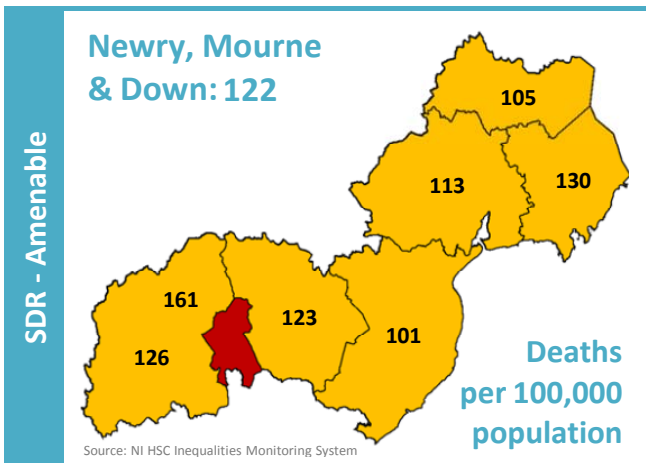 SDR - Amenable
Newry, Mourne
& Down: 122
105
113
130
161
123
126
101
Deaths
per 100,000
population
Source: NI HSC Inequalities Monitoring System